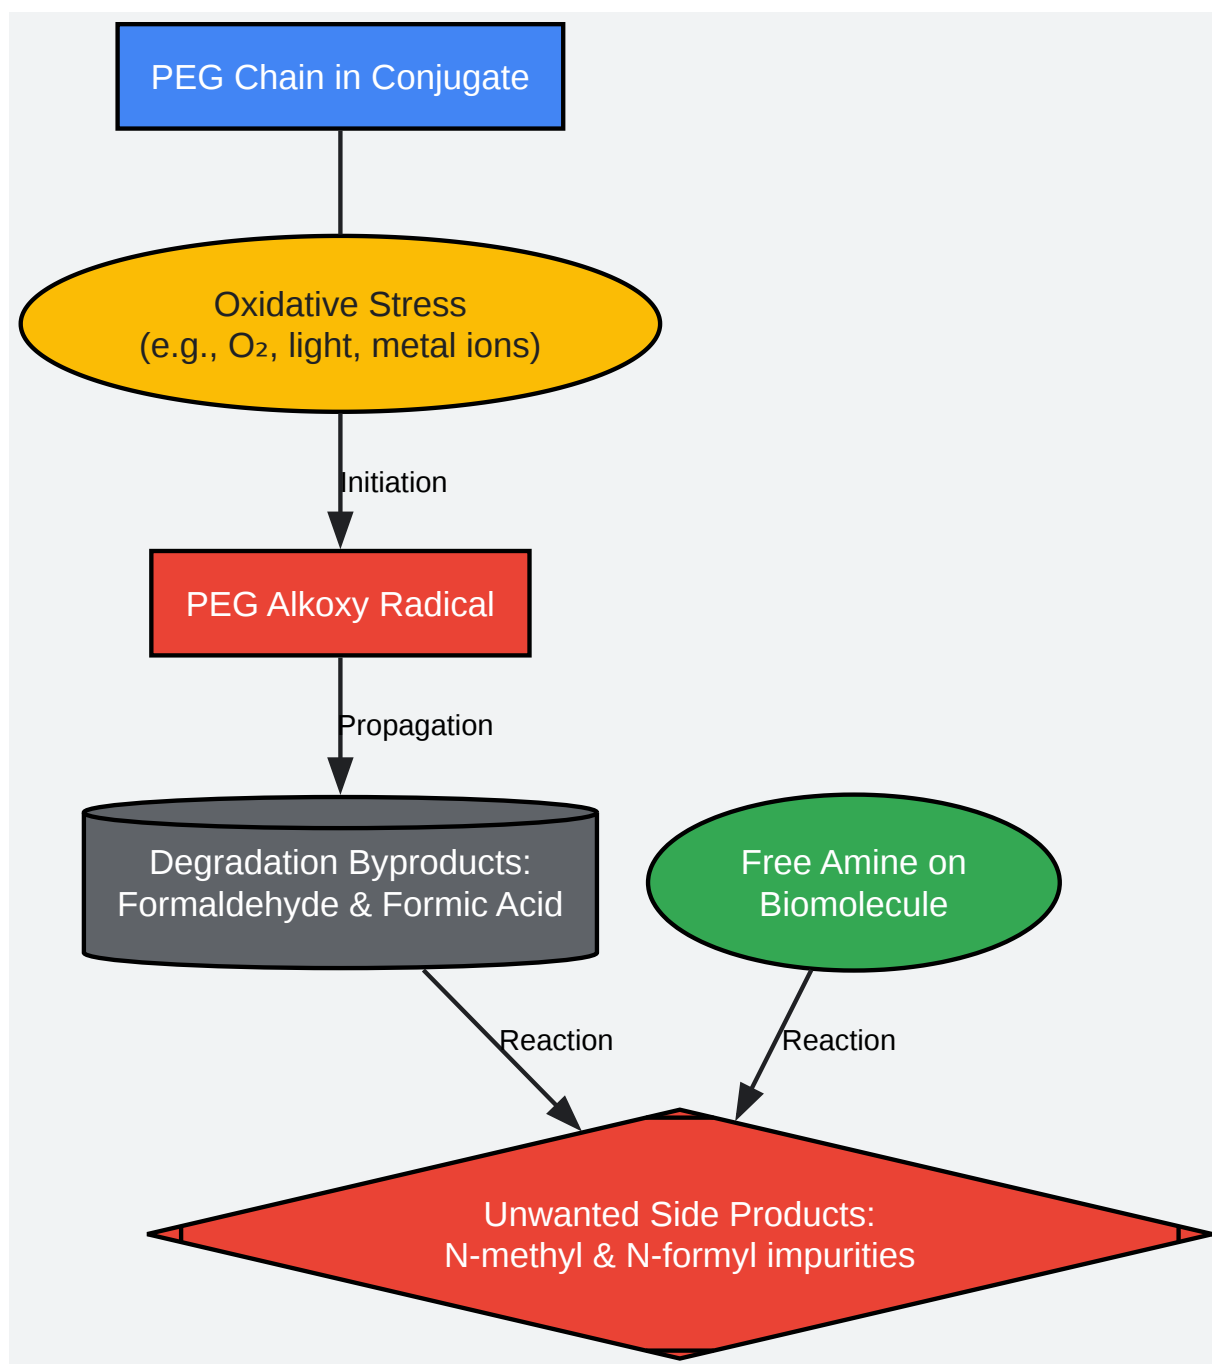 PEG Chain in Conjugate
Oxidative Stress
(e.g., O₂, light, metal ions)
Initiation
PEG Alkoxy Radical
Propagation
Degradation Byproducts:
Formaldehyde & Formic Acid
Free Amine on
Biomolecule
Reaction
Reaction
Unwanted Side Products:
N-methyl & N-formyl impurities